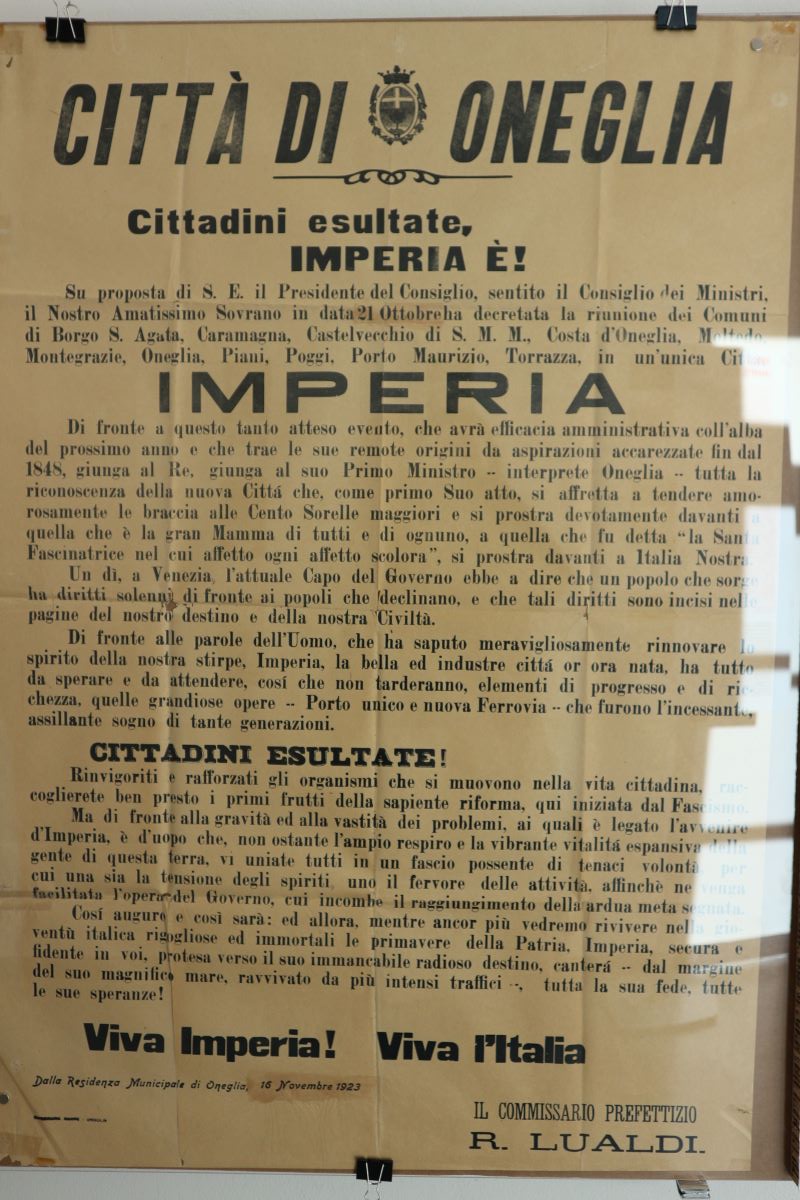 CITTÀ DI ONEGLIA
Cittadini esultate,
IMPERIA È!
Su proposta di S. E. il Presidente del Consiglio, sentito il Consiglio dei Ministri,
il Nostro Amatissimo Sovrano in data 21 Ottobre ha decretata la riunione dei Comuni
di Borgo S. Agata, Caramagna, Castelvecchio di S. M. M., Costa d'Oneglia, Moltedo,
Montegrazie, Oneglia, Piani, Poggi, Porto Maurizio, Torrazza, in un'unica Città
IMPERIA
Di fronte a questo tanto atteso evento, che avrà efficacia amministrativa coll'alba
del prossimo anno e che trae le sue remote origini da aspirazioni accarezzate fin dal
1848, giunga al Re, giunga al suo Primo Ministro -- interprete Oneglia -- tutta la
riconoscenza della nuova Cittá che, come primo Suo atto, si affretta a tendere amo-
rosamente le braccia alle Cento Sorelle maggiori e si prostra devotamente davanti a
quella che è la gran Mamma di tutti e di ognuno, a quella che fu detta "la Santa
Fascinatrice nel cui affetto ogni affetto scolora", si prostra davanti a Italia Nostra.
Un dì, a Venezia, l'attuale Capo del Governo ebbe a dire che un popolo che sorge
ha diritti solenni di fronte ai popoli che declinano, e che tali diritti sono incisi nelle
pagine del nostro destino e della nostra Civiltà.
Di fronte alle parole dell'Uomo, che ha saputo meravigliosamente rinnovare lo
spirito della nostra stirpe, Imperia, la bella ed industre cittá or ora nata, ha tutto
da sperare e da attendere, cosí che non tarderanno, elementi di progresso e di ric-
chezza, quelle grandiose opere -- Porto unico e nuova Ferrovia -- che furono l'incessante,
assillante sogno di tante generazioni.
CITTADINI ESULTATE!
Rinvigoriti e rafforzati gli organismi che si muovono nella vita cittadina, rac-
coglierete ben presto i primi frutti della sapiente riforma, qui iniziata dal Fascismo.
Ma di fronte alla gravità ed alla vastità dei problemi, ai quali è legato l'avvenire
d'Imperia, è d'uopo che, non ostante l'ampio respiro e la vibrante vitalitá espansiva della
gente di questa terra, vi uniate tutti in un fascio possente di tenaci volontà per
cui una sia la tensione degli spiriti, uno il fervore delle attività, affinchè ne venga
facilitata l'opera del Governo, cui incombe il raggiungimento della ardua meta segnata.
Cosí auguro e così sarà: ed allora, mentre ancor più vedremo rivivere nella gio-
ventù italica rigogliose ed immortali le primavere della Patria, Imperia, secura e
fidente in voi, protesa verso il suo immancabile radioso destino, canterá -- dal margine
del suo magnifico mare, ravvivato da più intensi traffici --, tutta la sua fede, tutte
le sue speranze!
Viva Imperia! Viva l'Italia
Dalla Residenza Municipale di Oneglia, 16 Novembre 1923
IL COMMISSARIO PREFETTIZIO
R. LUALDI.